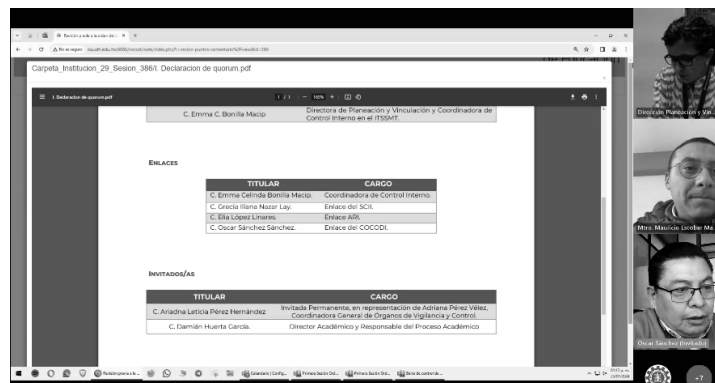 Carpeta_Institucion_29_Sesion_386/I. Declaracion de quorum.pdf
I. Declaracion de quorum.pdf
C. Emma C. Bonilla Macip
Directora de Planeación y Vinculación y Coordinadora de
Control Interno en el ITSSMT.
ENLACES
TITULAR CARGO
C. Emma Celinda Bonilla Macip. Coordinadora de Control Interno.
C. Grecia Iliana Nazar Lay. Enlace del SCII.
C. Elia López Linares. Enlace ARI.
C. Oscar Sánchez Sánchez. Enlace del COCODI.
INVITADOS/AS
TITULAR CARGO
C. Ariadna Leticia Pérez Hernández
Invitada Permanente, en representación de Adriana Pérez Vélez,
Coordinadora General de Órganos de Vigilancia y Control.
C. Damián Huerta García. Director Académico y Responsable del Proceso Académico
Dirección Planeación y Vin...
Mtro. Mauricio Escobar Ma...
Oscar Sánchez (Invitado)
+7